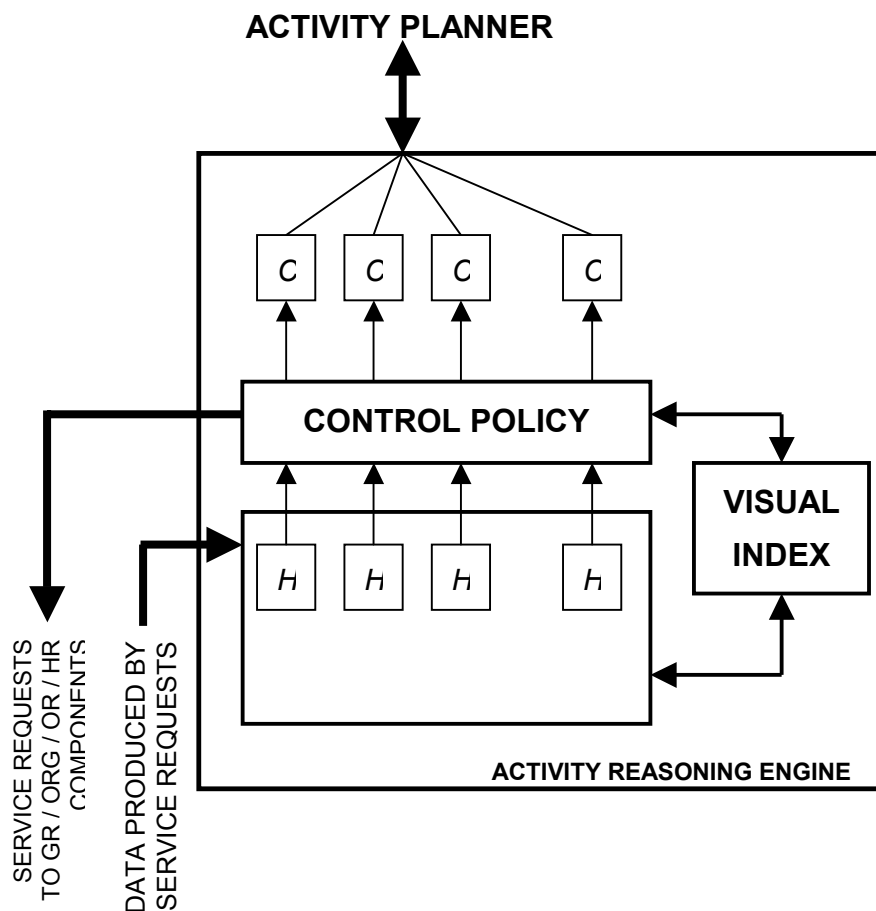 ACTIVITY PLANNER
C C C C
CONTROL POLICY
VISUAL
INDEX
H H H H
ACTIVITY REASONING ENGINE
SERVICE REQUESTS
TO GR / ORG / OR / HR
COMPONENTS
DATA PRODUCED BY
SERVICE REQUESTS